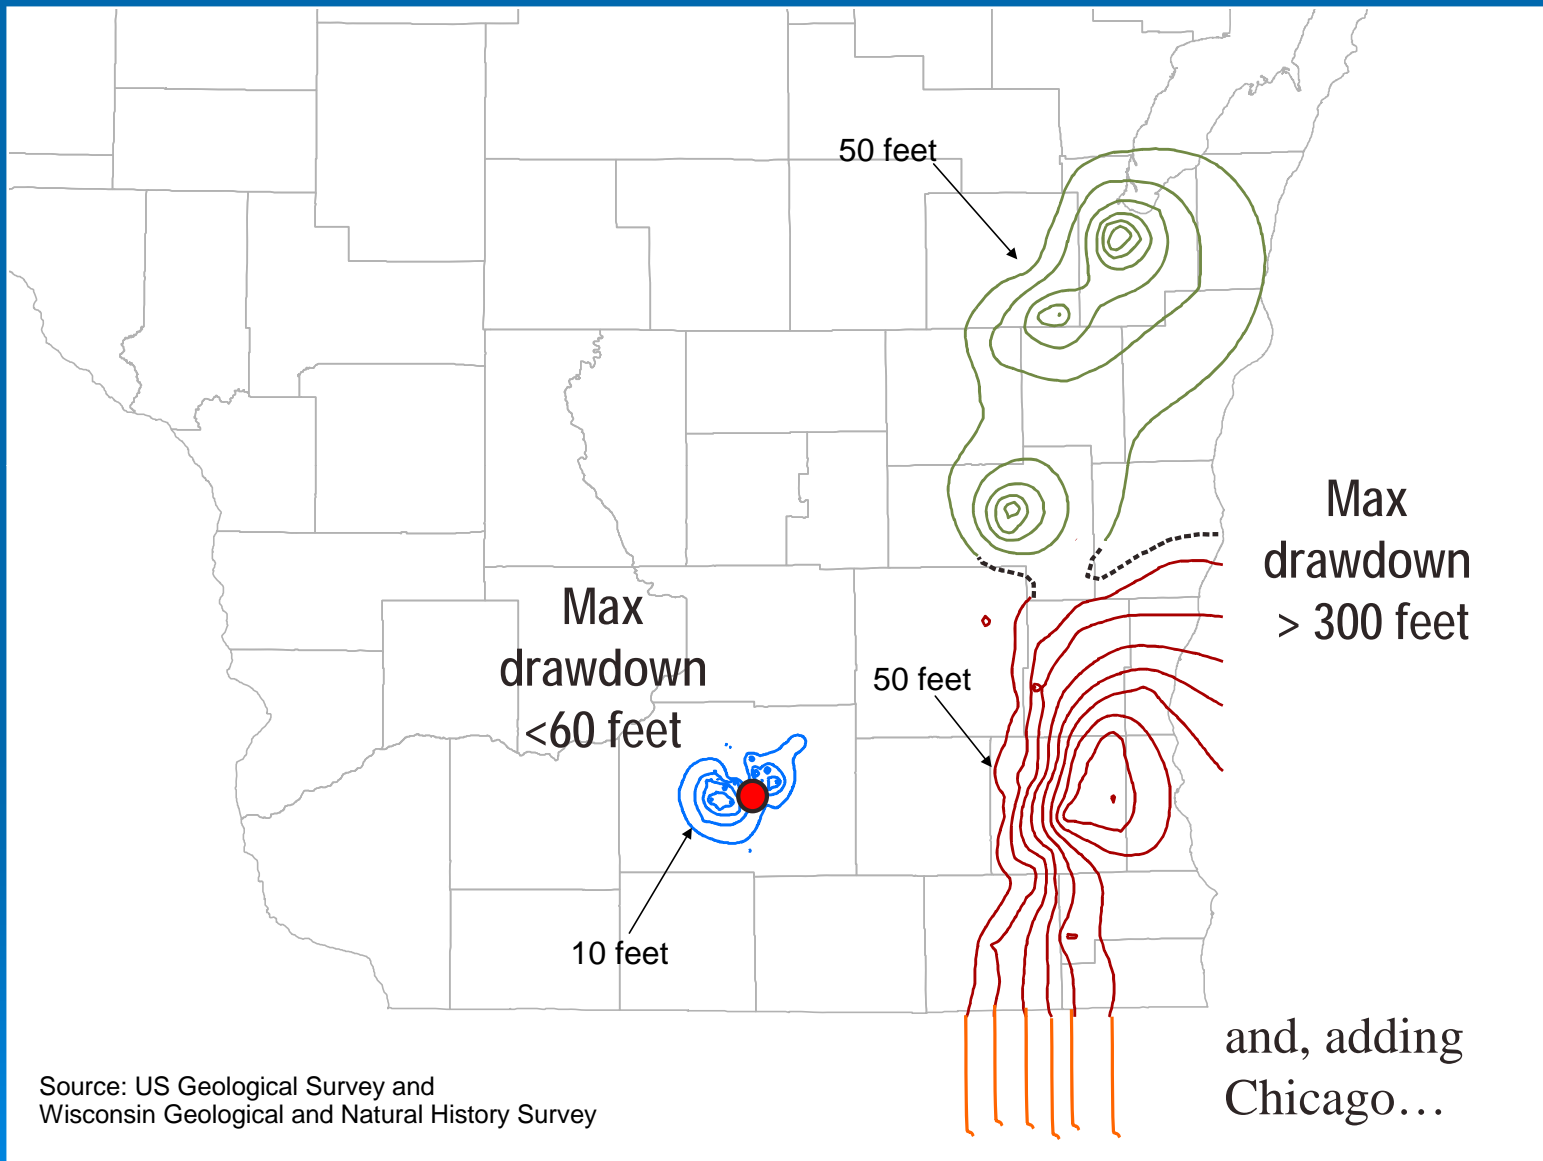 50 feet
Max
drawdown
> 300 feet
Max
drawdown
<60 feet
50 feet
10 feet
and, adding
Chicago…
Source: US Geological Survey and
Wisconsin Geological and Natural History Survey